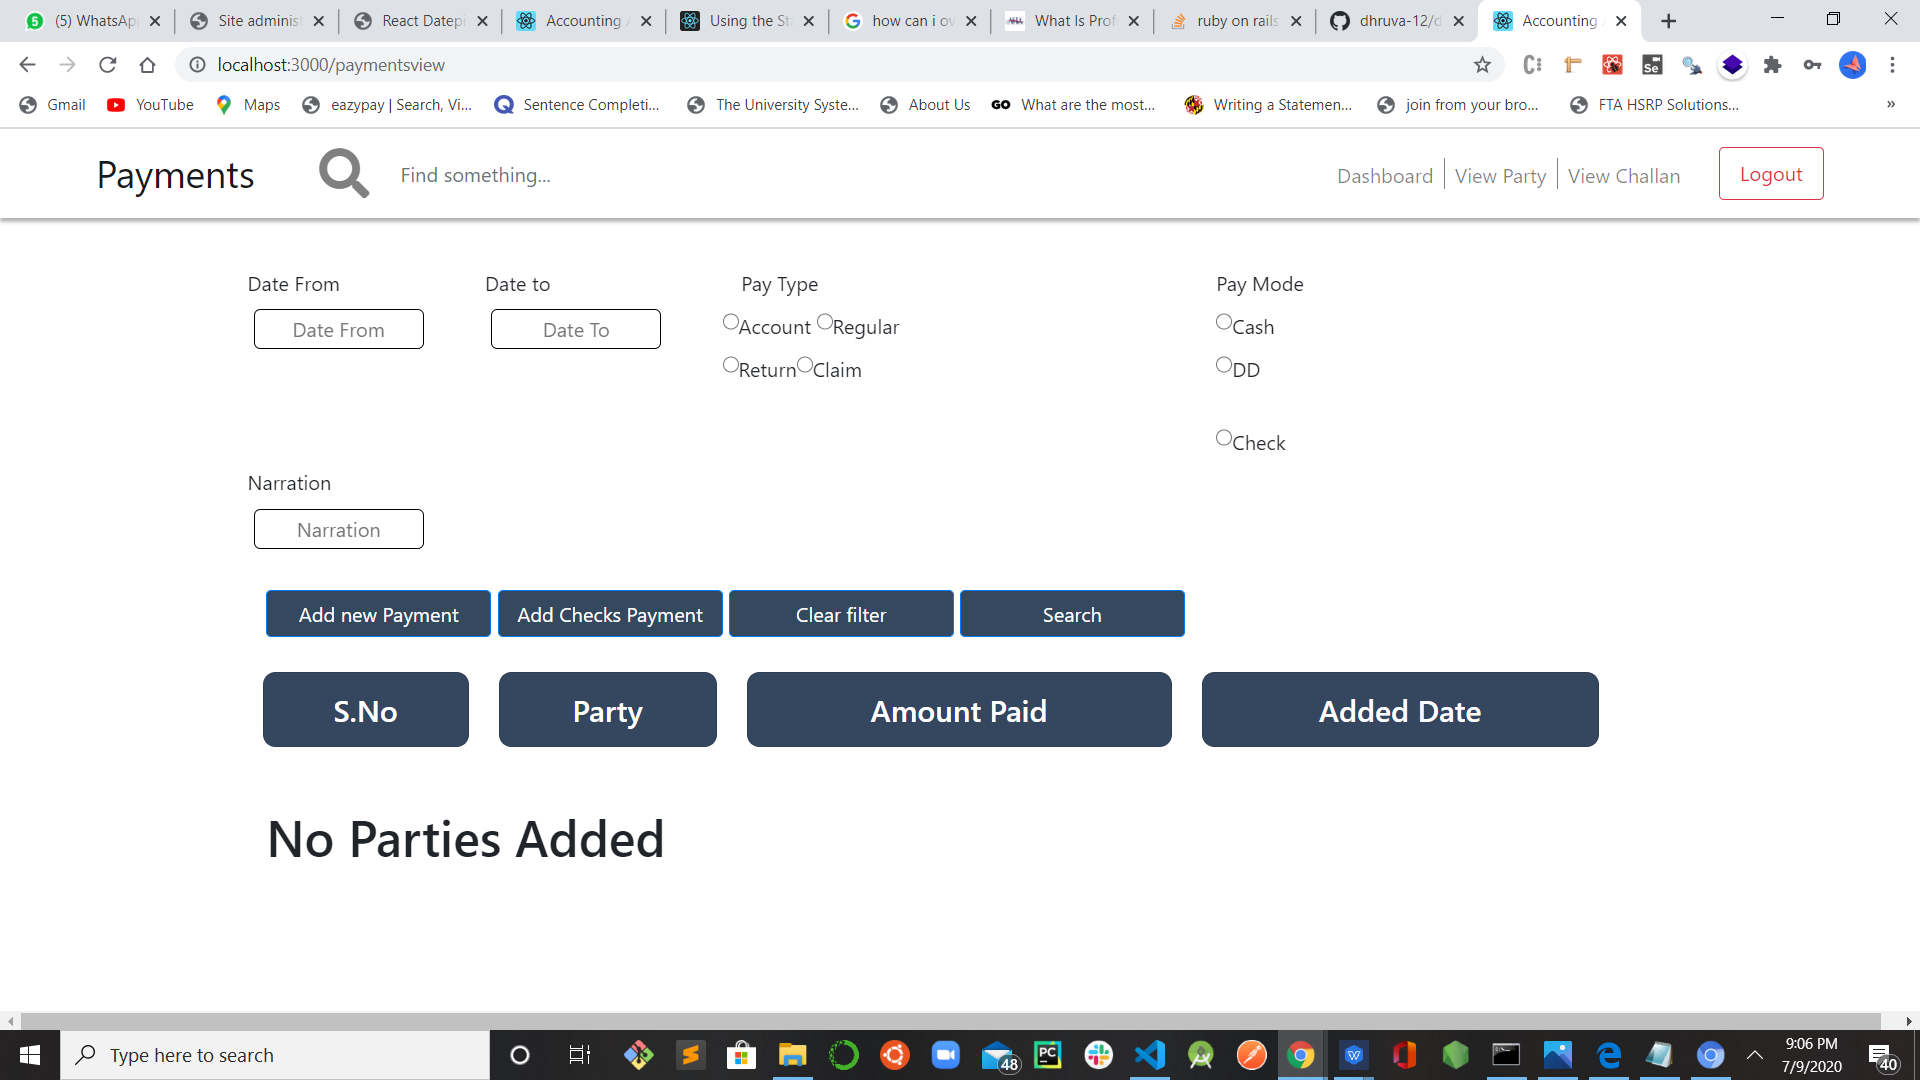 (5) WhatsAp
Site adminis
React Datep
Accounting
Using the St
how can i ov
What Is Prof
ruby on rails
dhruva-12/d
Accounting
localhost:3000/paymentsview
Gmail
YouTube
Maps
eazypay | Search, Vi...
Sentence Completi...
The University Syste...
About Us
GO
What are the most...
Writing a Statemen...
join from your bro...
FTA HSRP Solutions...
»
Payments
Find something...
Dashboard
View Party
View Challan
Logout
Date From
Date to
Pay Type
Pay Mode
Date From
Date To
Account
Regular
Cash
Return
Claim
DD
Check
Narration
Narration
Add new Payment
Add Checks Payment
Clear filter
Search
S.No
Party
Amount Paid
Added Date
No Parties Added
Type here to search
48
PC
9:06 PM
7/9/2020
40